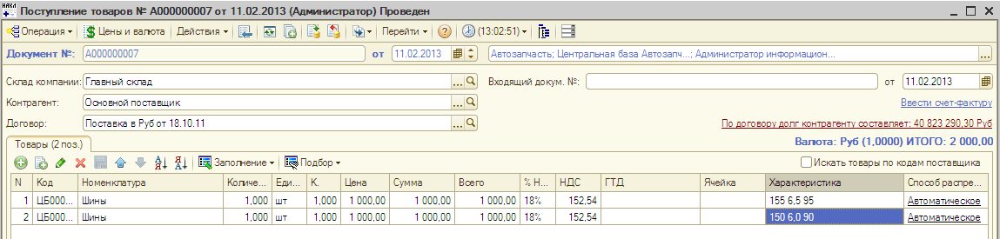 НАКЛ Поступление товаров № А000000007 от 11.02.2013 (Администратор) Проведен
Операция Цены и валюта Действия Перейти (13:02:51)
Документ №: А000000007 от 11.02.2013 Автозапчасть; Центральная база Автозапч...; Администратор информацион... ...
Склад компании: Главный склад ... Входящий докум. №: от 11.02.2013
Контрагент: Основной поставщик ... Ввести счет-фактуру
Договор: Поставка в Руб от 18.10.11 ... По договору долг контрагенту составляет: 40 823 290,30 Руб
Товары (2 поз.) Валюта: Руб (1,0000) ИТОГО: 2 000,00
Заполнение Подбор Искать товары по кодам поставщика
N Код Номенклатура Количе... Еди... К. Цена Сумма Всего % Н... НДС ГТД Ячейка Характеристика Способ распре...
1 ЦБ000... Шины 1,000 шт 1,000 1 000,00 1 000,00 1 000,00 18% 152,54 155 6,5 95 Автоматическое
2 ЦБ000... Шины 1,000 шт 1,000 1 000,00 1 000,00 1 000,00 18% 152,54 150 6,0 90 Автоматическое